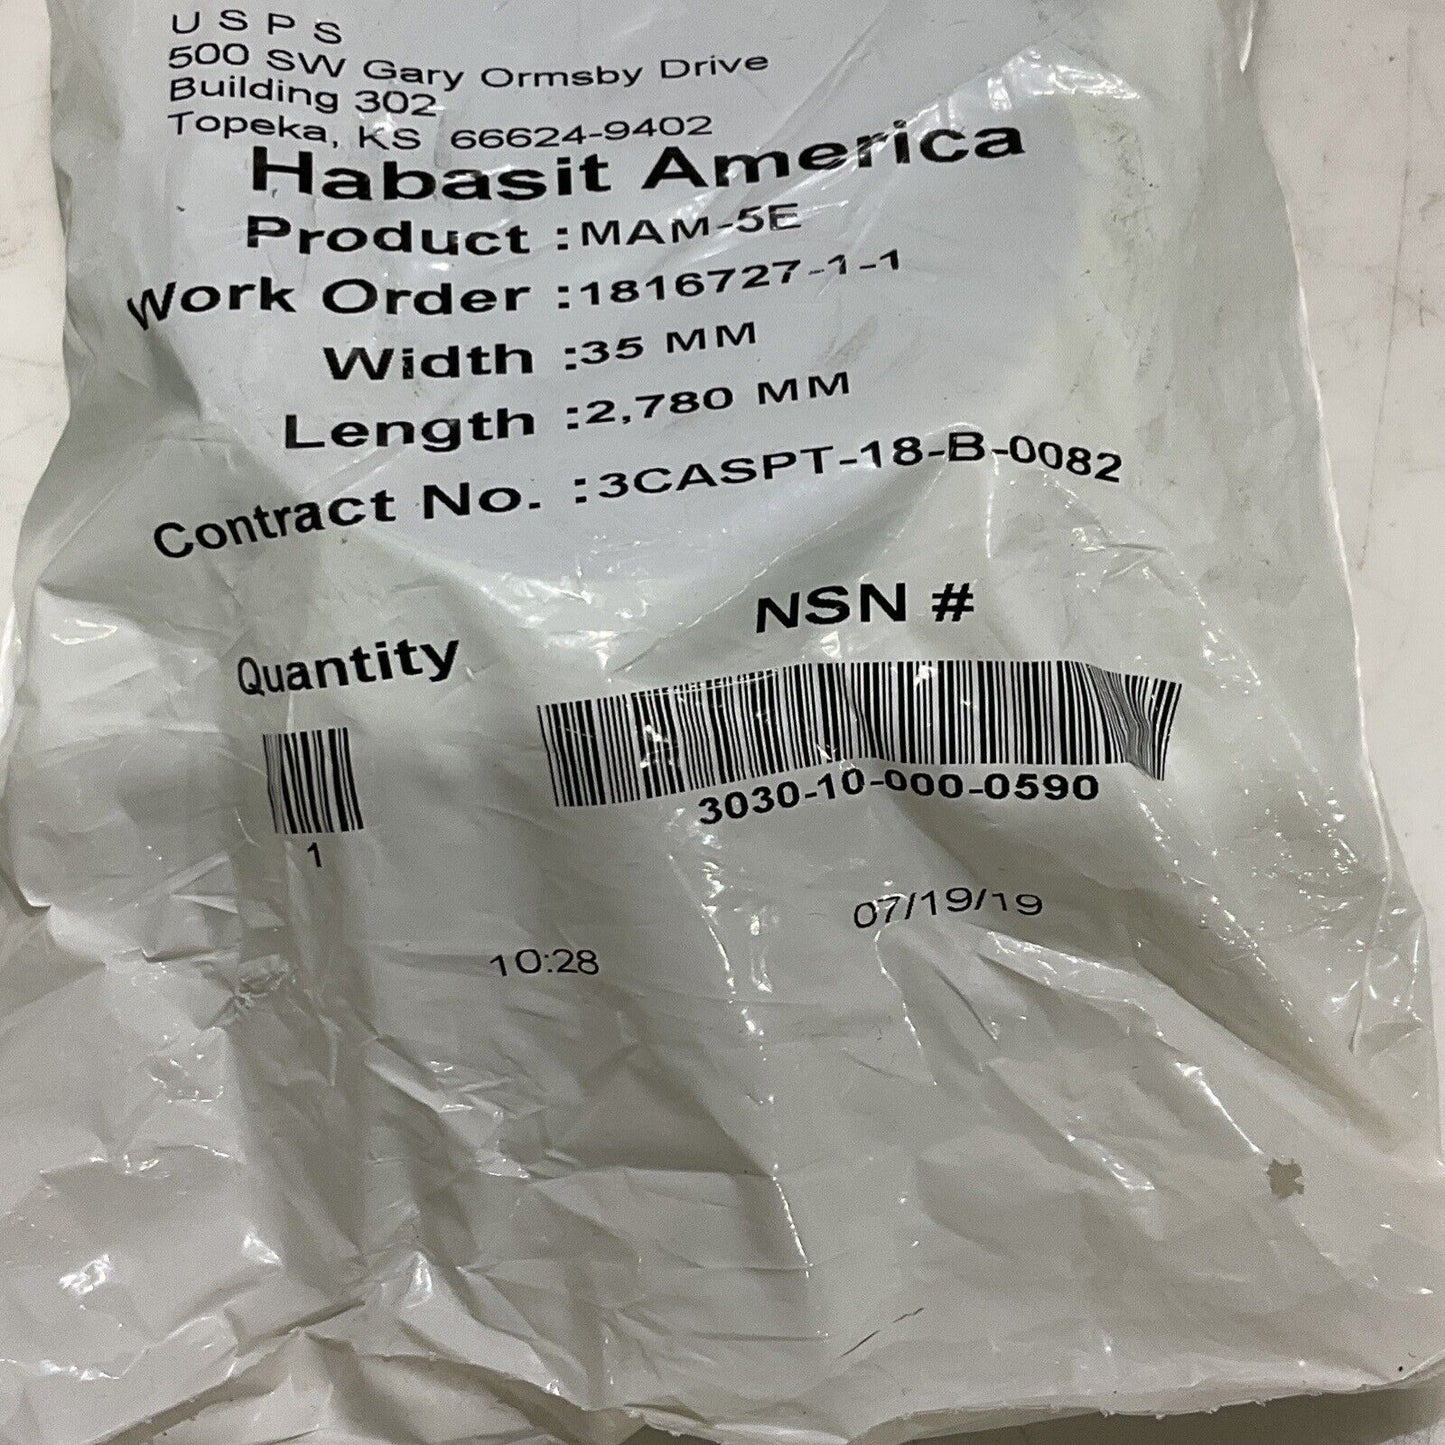 U S P S
500 SW Gary Ormsby Drive
Building 302
Topeka, KS 66624-9402
Habasit America
Product :MAM-5E
Work Order :1816727-1-1
Width :35 MM
Length :2,780 MM
Contract No. :3CASPT-18-B-0082
NSN #
Quantity
3030-10-000-0590
1
07/19/19
10:28